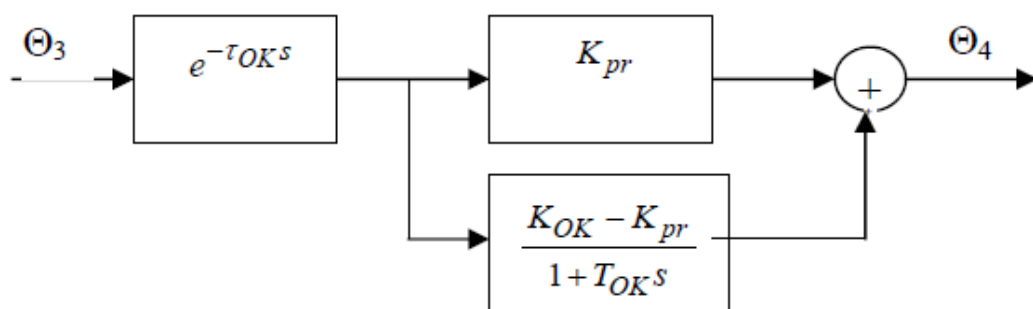 Θ3
e^{-τ_{OK}s}
K_{pr}
+
Θ4
K_{OK} − K_{pr}
1 + T_{OK}s